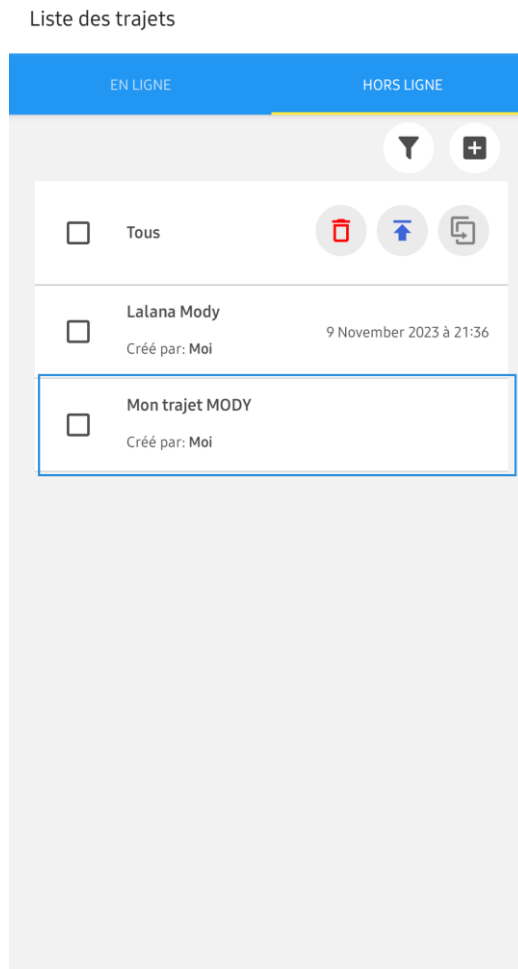 Liste des trajets
EN LIGNE
HORS LIGNE
Tous
Lalana Mody
9 November 2023 à 21:36
Créé par: Moi
Mon trajet MODY
Créé par: Moi